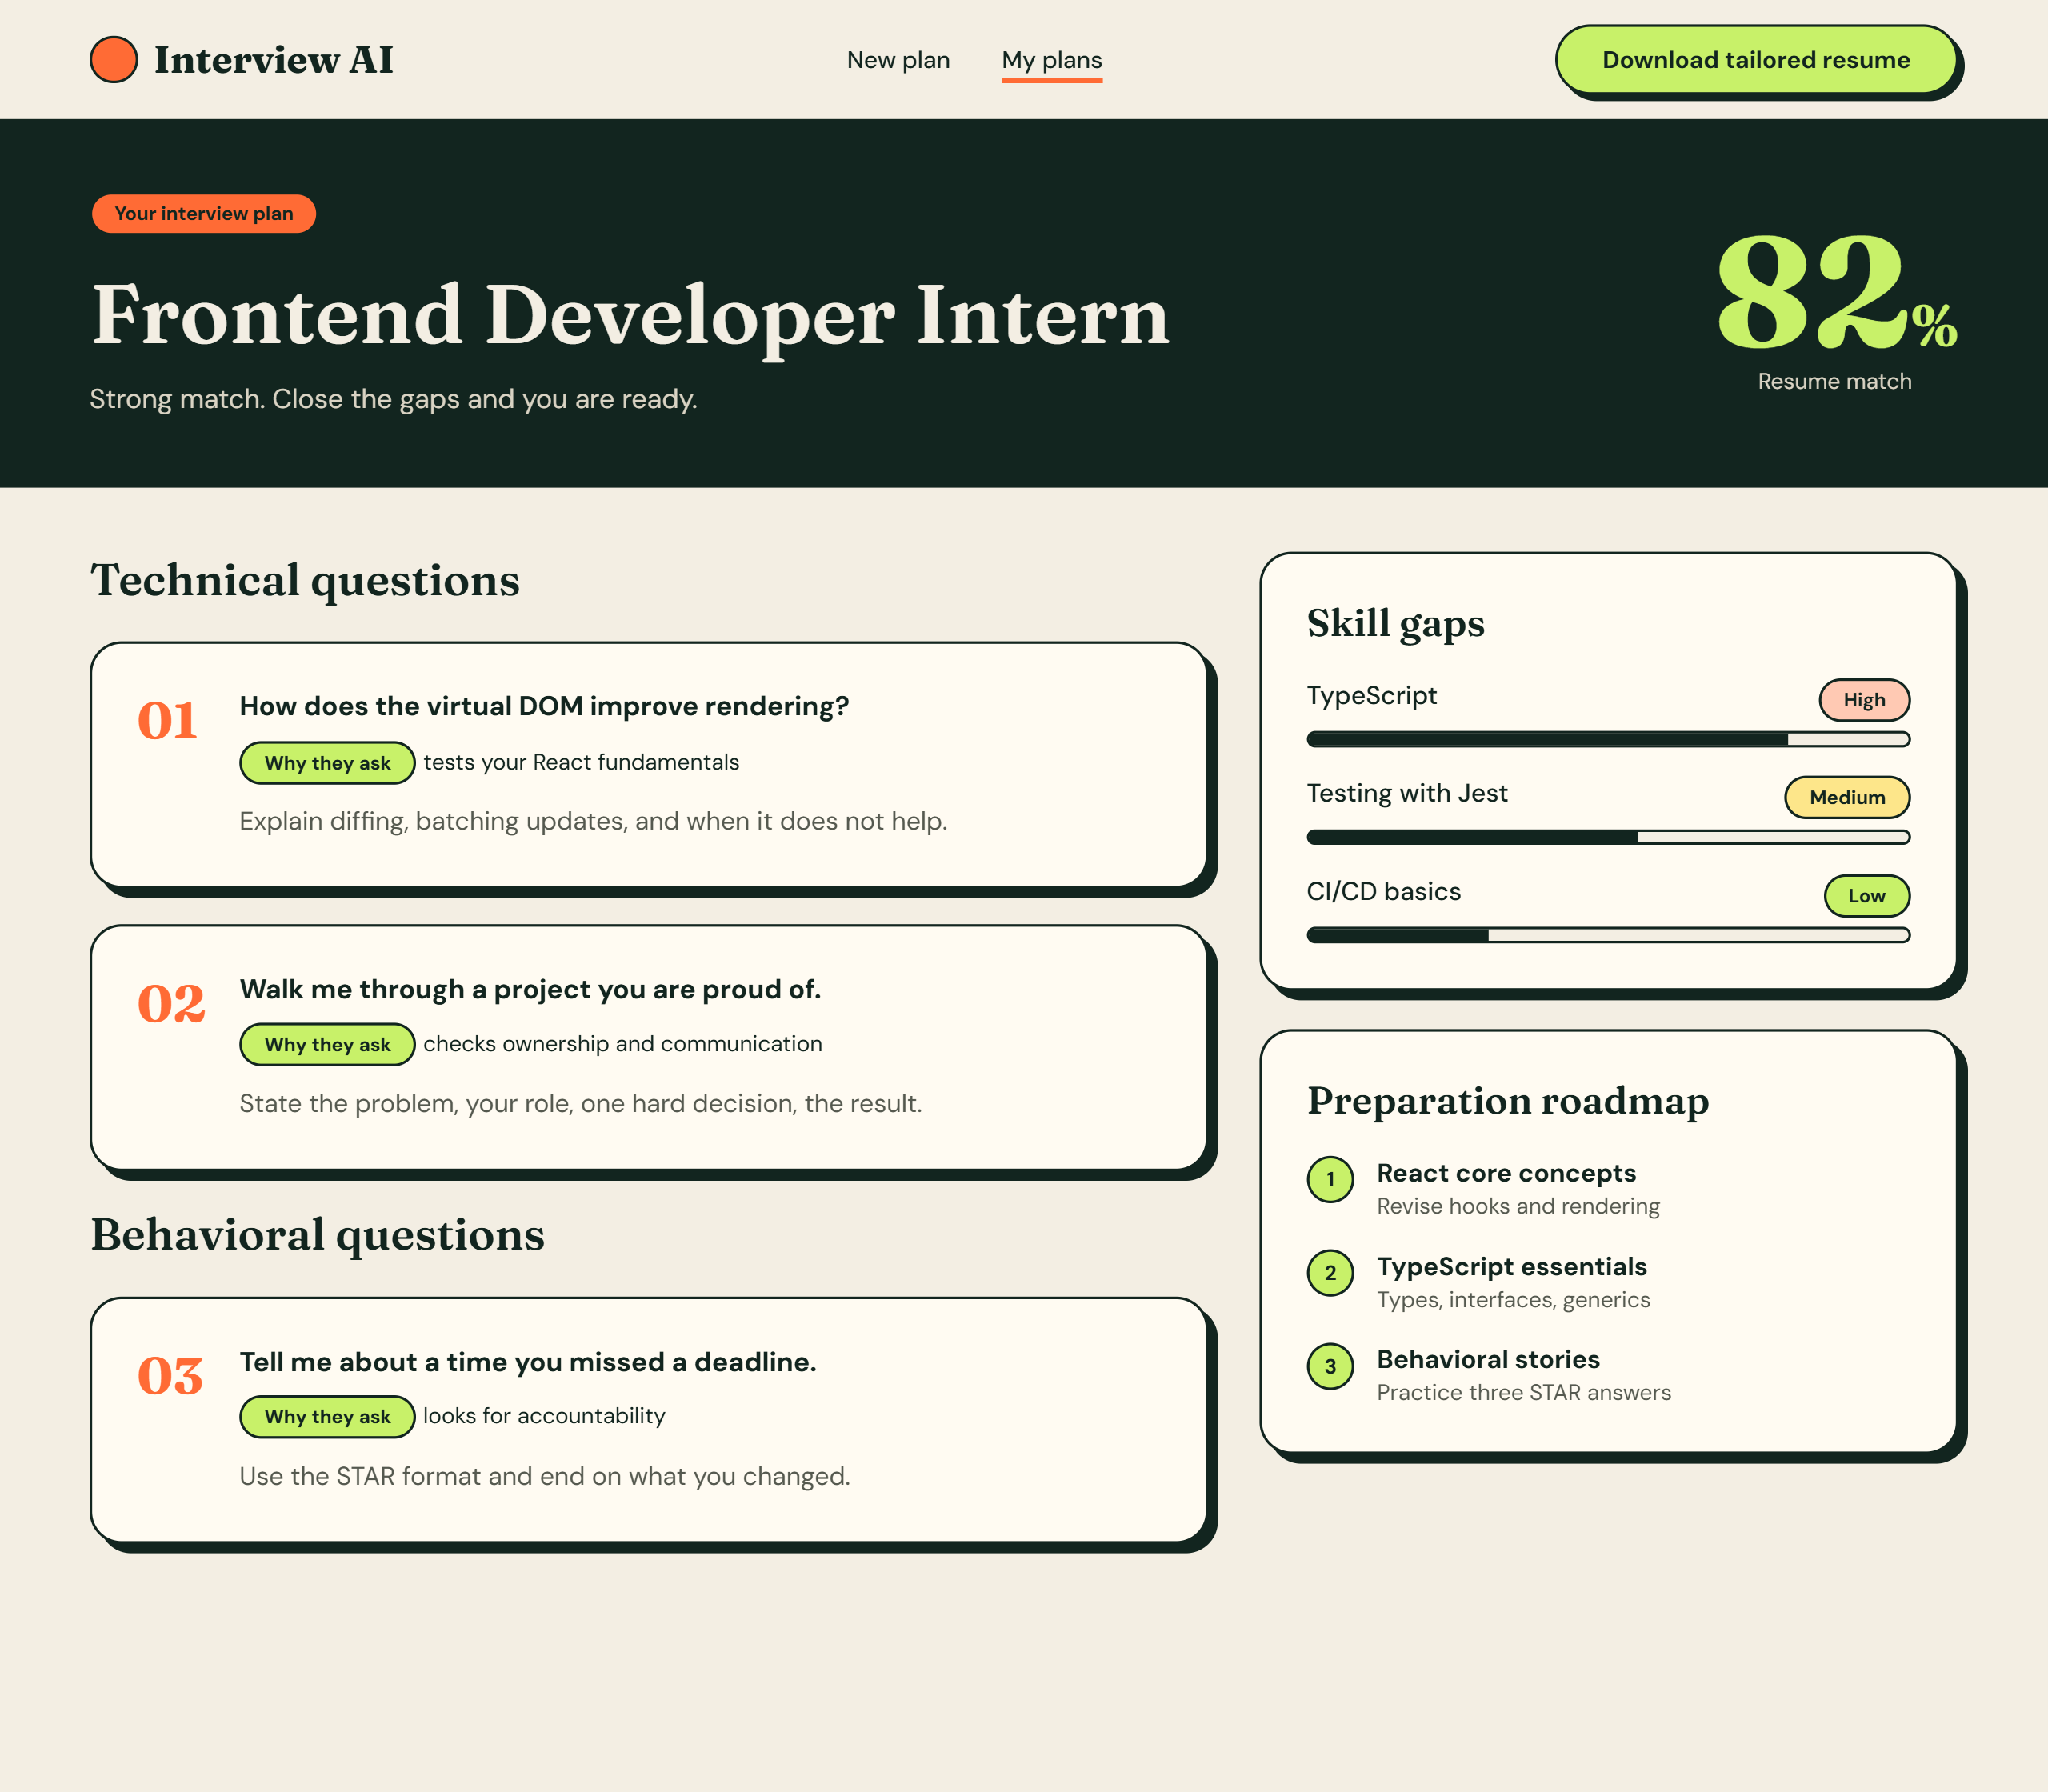 Interview AI
New plan
My plans
Download tailored resume
Your interview plan
Frontend Developer Intern
Strong match. Close the gaps and you are ready.
82%
Resume match
Technical questions
01
How does the virtual DOM improve rendering?
Why they ask tests your React fundamentals
Explain diffing, batching updates, and when it does not help.
02
Walk me through a project you are proud of.
Why they ask checks ownership and communication
State the problem, your role, one hard decision, the result.
Behavioral questions
03
Tell me about a time you missed a deadline.
Why they ask looks for accountability
Use the STAR format and end on what you changed.
Skill gaps
TypeScript
High
Testing with Jest
Medium
CI/CD basics
Low
Preparation roadmap
1
React core concepts
Revise hooks and rendering
2
TypeScript essentials
Types, interfaces, generics
3
Behavioral stories
Practice three STAR answers